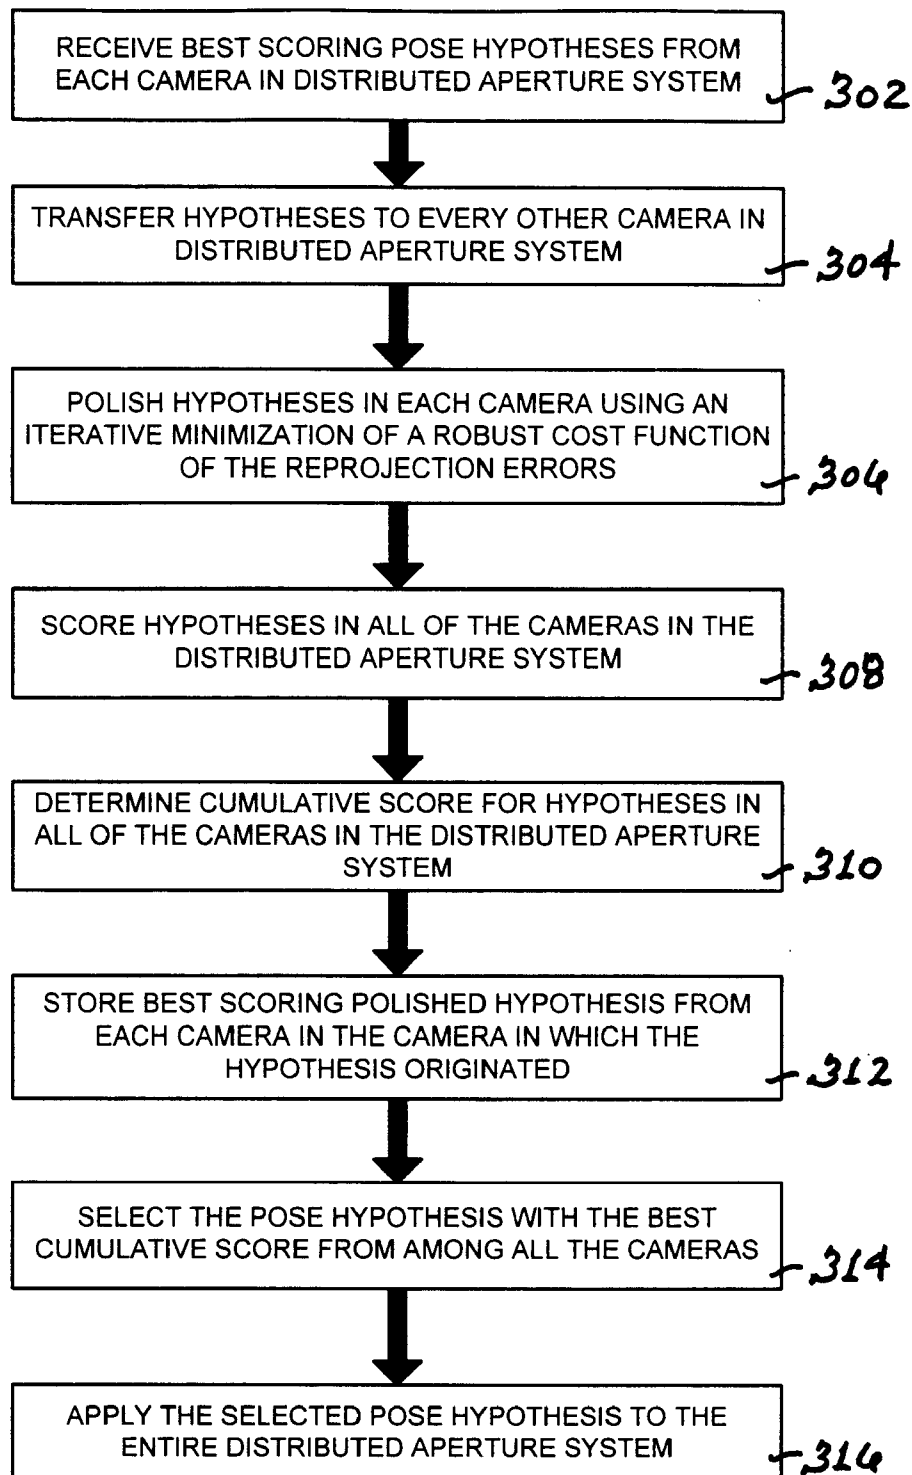 RECEIVE BEST SCORING POSE HYPOTHESES FROM
EACH CAMERA IN DISTRIBUTED APERTURE SYSTEM
302
TRANSFER HYPOTHESES TO EVERY OTHER CAMERA IN
DISTRIBUTED APERTURE SYSTEM
304
POLISH HYPOTHESES IN EACH CAMERA USING AN
ITERATIVE MINIMIZATION OF A ROBUST COST FUNCTION
OF THE REPROJECTION ERRORS
306
SCORE HYPOTHESES IN ALL OF THE CAMERAS IN THE
DISTRIBUTED APERTURE SYSTEM
308
DETERMINE CUMULATIVE SCORE FOR HYPOTHESES IN
ALL OF THE CAMERAS IN THE DISTRIBUTED APERTURE
SYSTEM
310
STORE BEST SCORING POLISHED HYPOTHESIS FROM
EACH CAMERA IN THE CAMERA IN WHICH THE
HYPOTHESIS ORIGINATED
312
SELECT THE POSE HYPOTHESIS WITH THE BEST
CUMULATIVE SCORE FROM AMONG ALL THE CAMERAS
314
APPLY THE SELECTED POSE HYPOTHESIS TO THE
ENTIRE DISTRIBUTED APERTURE SYSTEM
316